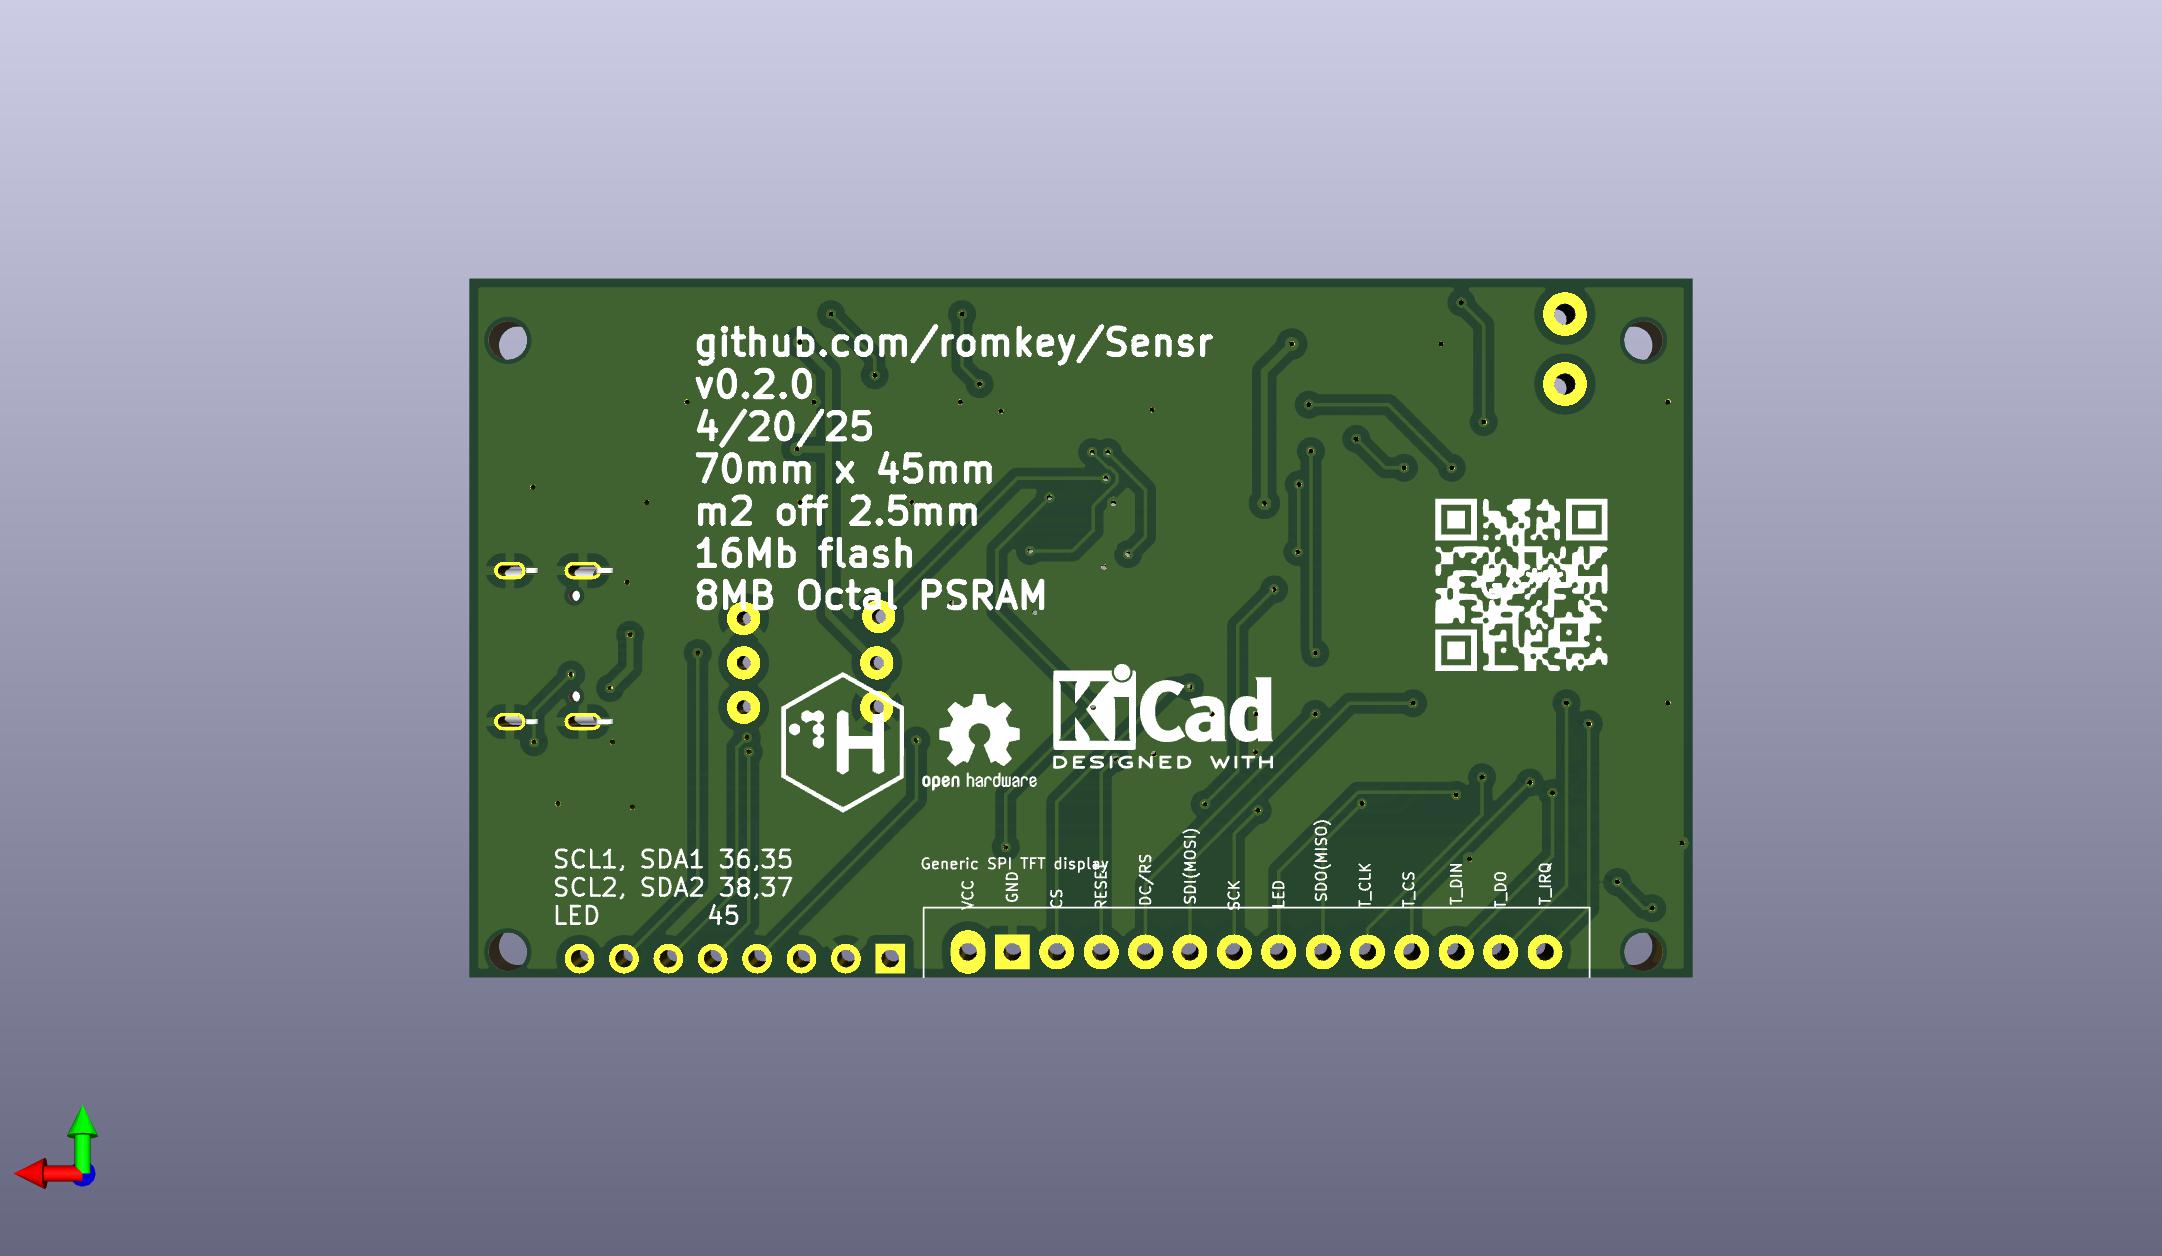 github.com/romkey/Sensr
v0.2.0
4/20/25
70mm x 45mm
m2 off 2.5mm
16Mb flash
8MB Octal PSRAM
H
open hardware
KiCad
DESIGNED WITH
SCL1, SDA1 36,35
SCL2, SDA2 38,37
LED 45
Generic SPI TFT display
VCC
GND
CS
RESET
DC/RS
SDI(MOSI)
SCK
LED
SDO(MISO)
T_CLK
T_CS
T_DIN
T_DO
T_IRQ